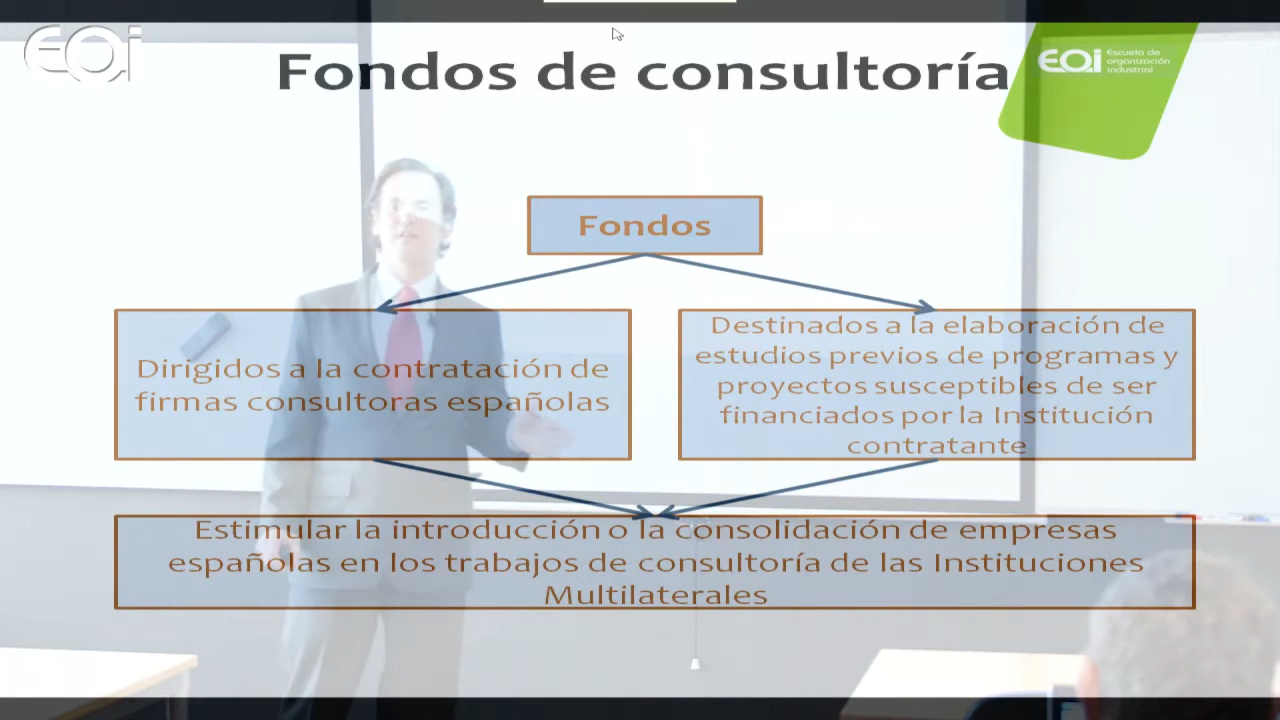 EOi
Fondos de consultoría
EOi Escuela de
organización
industrial
Fondos
Dirigidos a la contratación de
firmas consultoras españolas
Destinados a la elaboración de
estudios previos de programas y
proyectos susceptibles de ser
financiados por la Institución
contratante
Estimular la introducción o la consolidación de empresas
españolas en los trabajos de consultoría de las Instituciones
Multilaterales